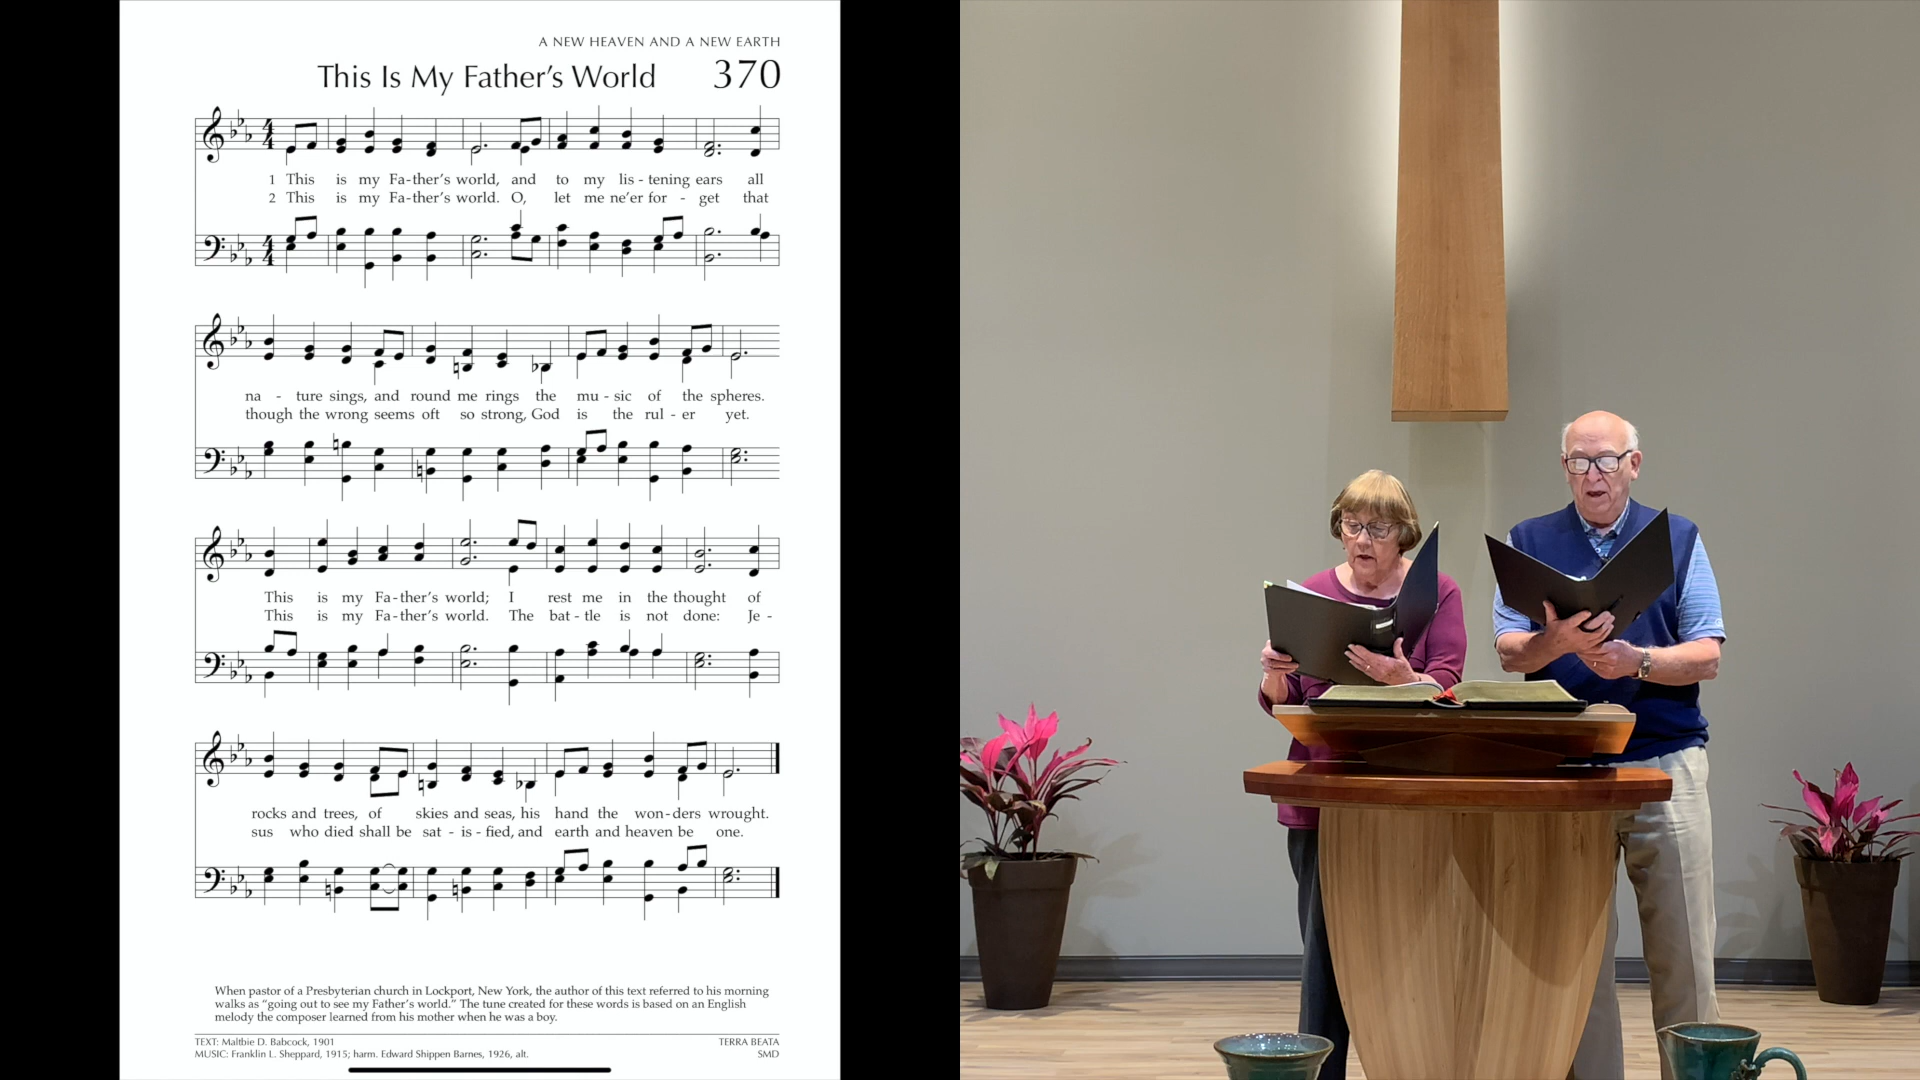 A NEW HEAVEN AND A NEW EARTH
This Is My Father's World 370
1 This is my Fa-ther's world, and to my lis - tening ears all
2 This is my Fa-ther's world. O, let me ne'er for - get that
na - ture sings, and round me rings the mu - sic of the spheres.
though the wrong seems oft so strong, God is the rul - er yet.
This is my Fa-ther's world; I rest me in the thought of
This is my Fa-ther's world. The bat - tle is not done: Je -
rocks and trees, of skies and seas, his hand the won-ders wrought.
sus who died shall be sat - is - fied, and earth and heaven be one.
When pastor of a Presbyterian church in Lockport, New York, the author of this text referred to his morning
walks as "going out to see my Father's world." The tune created for these words is based on an English
melody the composer learned from his mother when he was a boy.
TEXT: Maltbie D. Babcock, 1901 TERRA BEATA
MUSIC: Franklin L. Sheppard, 1915; harm. Edward Shippen Barnes, 1926, alt. SMD